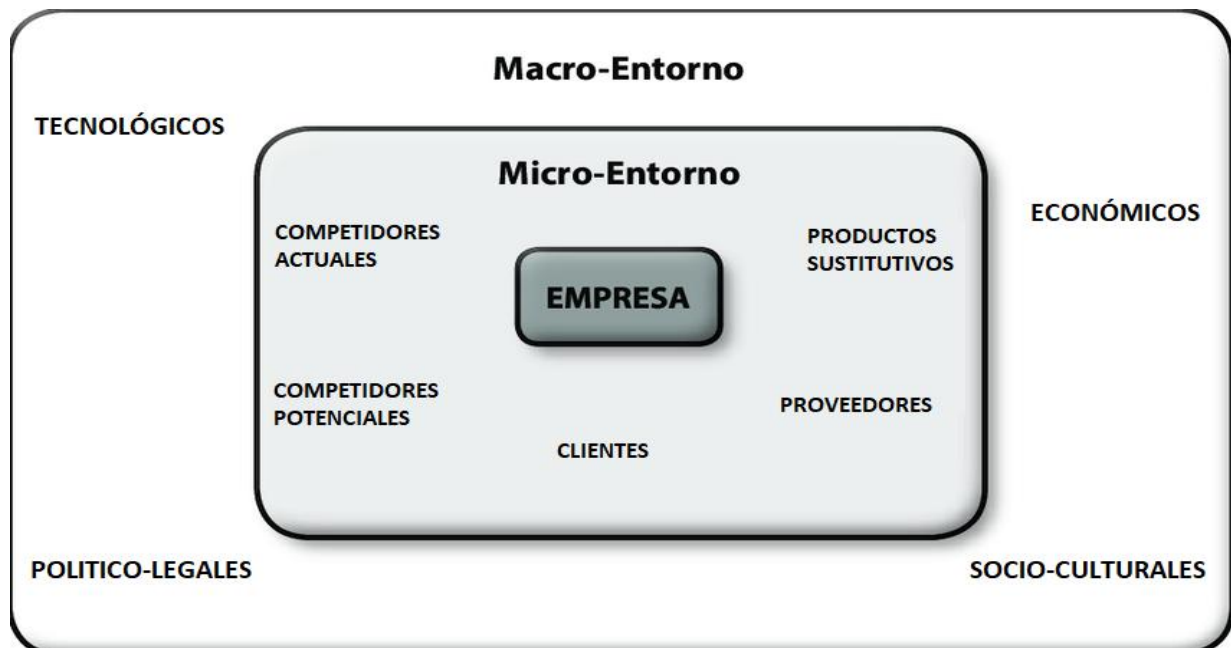 Macro-Entorno
TECNOLÓGICOS
Micro-Entorno
ECONÓMICOS
COMPETIDORES
ACTUALES
PRODUCTOS
SUSTITUTIVOS
EMPRESA
COMPETIDORES
POTENCIALES
PROVEEDORES
CLIENTES
POLITICO-LEGALES
SOCIO-CULTURALES